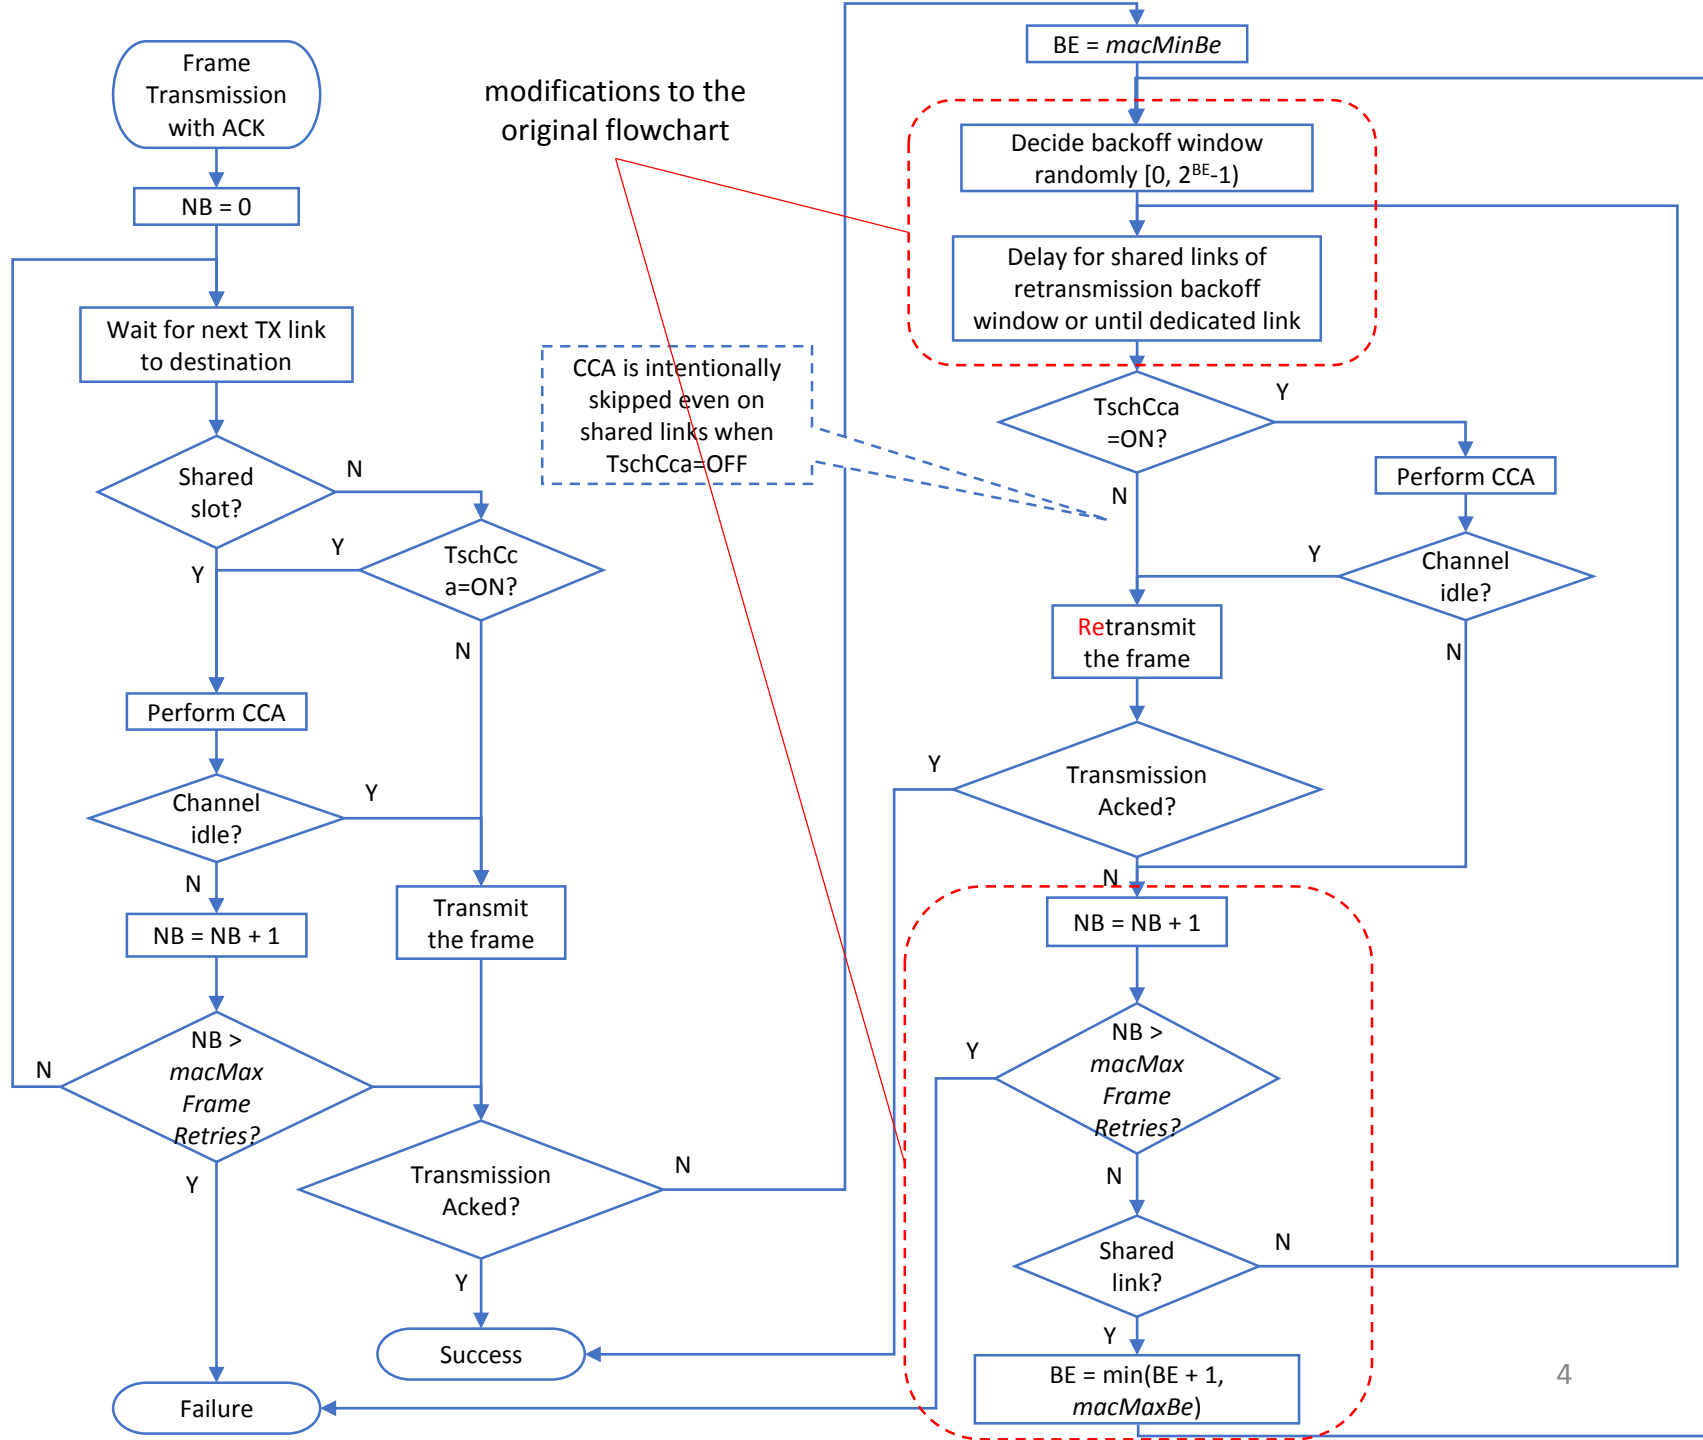 Frame
Transmission
with ACK
NB = 0
Wait for next TX link
to destination
Shared
slot?
N
Y
TschCc
a=ON?
Y
N
Perform CCA
Channel
idle?
Y
N
NB = NB + 1
Transmit
the frame
NB >
macMax
Frame
Retries?
N
Y
Transmission
Acked?
N
Y
Success
Failure
modifications to the
original flowchart
CCA is intentionally
skipped even on
shared links when
TschCca=OFF
BE = macMinBe
Decide backoff window
randomly [0, 2^BE-1)
Delay for shared links of
retransmission backoff
window or until dedicated link
TschCca
=ON?
Y
N
Perform CCA
Channel
idle?
Y
N
Retransmit
the frame
Transmission
Acked?
Y
N
NB = NB + 1
NB >
macMax
Frame
Retries?
Y
N
Shared
link?
N
Y
BE = min(BE + 1,
macMaxBe)
4